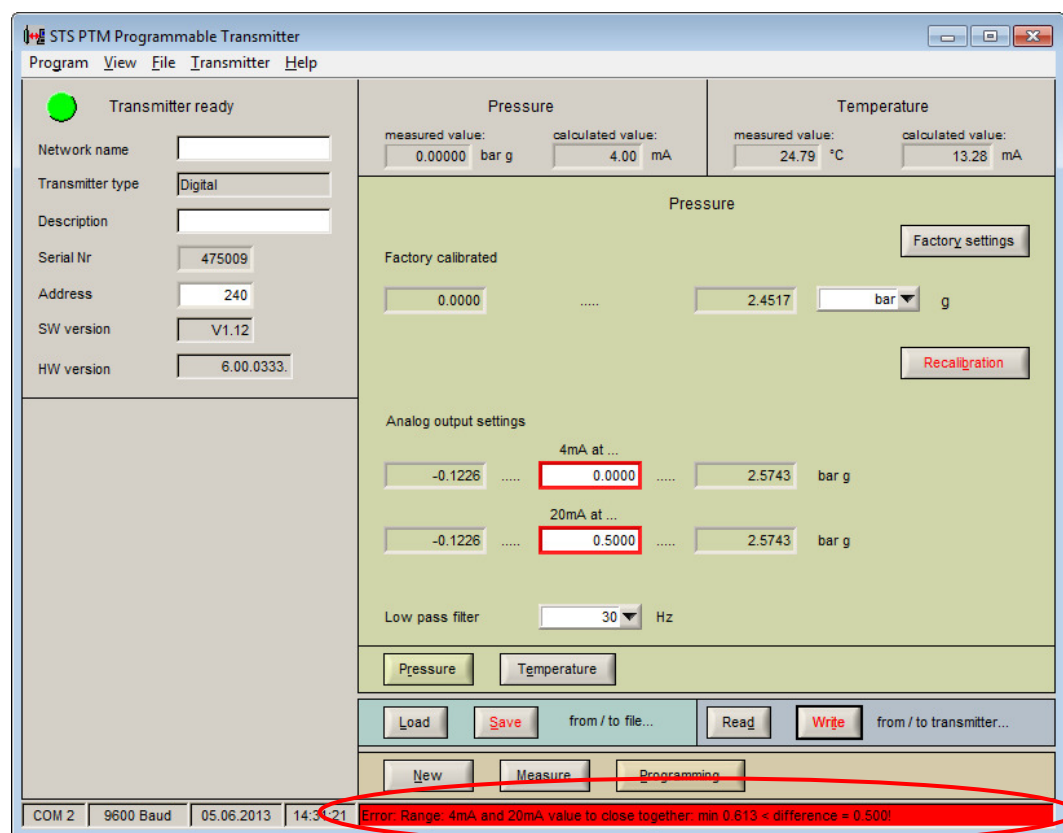 STS PTM Programmable Transmitter
Program View File Transmitter Help
Transmitter ready
Network name
Transmitter type Digital
Description
Serial Nr 475009
Address 240
SW version V1.12
HW version 6.00.0333.
Pressure
measured value: calculated value:
0.00000 bar g 4.00 mA
Temperature
measured value: calculated value:
24.79 °C 13.28 mA
Pressure
Factory settings
Factory calibrated
0.0000 ..... 2.4517 bar g
Recalibration
Analog output settings
4mA at ...
-0.1226 ..... 0.0000 ..... 2.5743 bar g
20mA at ...
-0.1226 ..... 0.5000 ..... 2.5743 bar g
Low pass filter 30 Hz
Pressure Temperature
Load Save from / to file... Read Write from / to transmitter...
New Measure Programming
COM 2 9600 Baud 05.06.2013 14:31:21 Error: Range: 4mA and 20mA value to close together: min 0.613 < difference = 0.500!